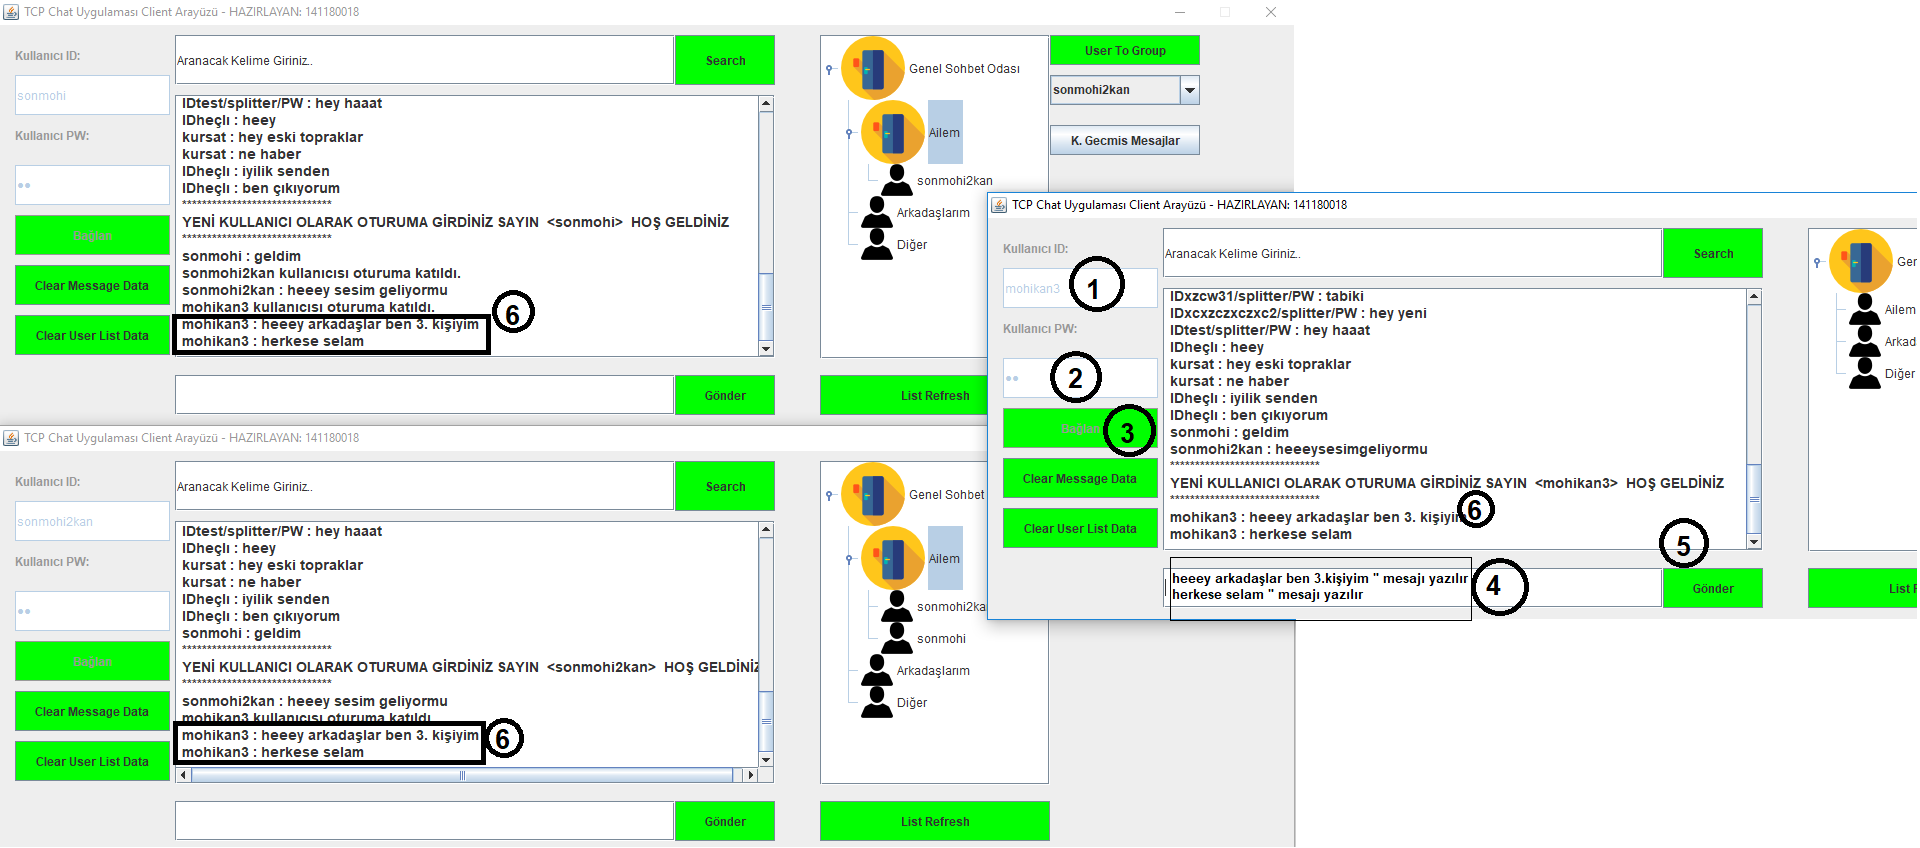 TCP Chat Uygulaması Client Arayüzü - HAZIRLAYAN: 141180018
Kullanıcı ID:
sonmohi
Kullanıcı PW:
Bağlan
Clear Message Data
Clear User List Data
Aranacak Kelime Giriniz..
Search
IDtest/splitter/PW : hey haaat
IDheçlı : heey
kursat : hey eski topraklar
kursat : ne haber
IDheçlı : iyilik senden
IDheçlı : ben çıkıyorum
******************************
YENİ KULLANICI OLARAK OTURUMA GİRDİNİZ SAYIN <sonmohi> HOŞ GELDİNİZ
******************************
sonmohi : geldim
sonmohi2kan kullanıcısı oturuma katıldı.
sonmohi2kan : heeey sesim geliyormu
mohikan3 kullanıcısı oturuma katıldı.
mohikan3 : heeey arkadaşlar ben 3. kişiyim
mohikan3 : herkese selam
6
Gönder
Genel Sohbet Odası
Ailem
sonmohi2kan
Arkadaşlarım
Diğer
List Refresh
User To Group
sonmohi2kan
K. Gecmis Mesajlar
TCP Chat Uygulaması Client Arayüzü - HAZIRLAYAN: 141180018
Kullanıcı ID:
mohikan3
1
Kullanıcı PW:
2
Bağlan
3
Clear Message Data
Clear User List Data
Aranacak Kelime Giriniz..
Search
IDxzcw31/splitter/PW : tabiki
IDxcxzczxczxc2/splitter/PW : hey yeni
IDtest/splitter/PW : hey haaat
IDheçlı : heey
kursat : hey eski topraklar
kursat : ne haber
IDheçlı : iyilik senden
IDheçlı : ben çıkıyorum
sonmohi : geldim
sonmohi2kan : heeeysesimgeliyormu
******************************
YENİ KULLANICI OLARAK OTURUMA GİRDİNİZ SAYIN <mohikan3> HOŞ GELDİNİZ
******************************
mohikan3 : heeey arkadaşlar ben 3. kişiyim
6
mohikan3 : herkese selam
5
heeey arkadaşlar ben 3.kişiyim " mesajı yazılır
herkese selam " mesajı yazılır
4
Gönder
Ger
Ailem
Arkad
Diğer
List F
TCP Chat Uygulaması Client Arayüzü - HAZIRLAYAN: 141180018
Kullanıcı ID:
sonmohi2kan
Kullanıcı PW:
Bağlan
Clear Message Data
Clear User List Data
Aranacak Kelime Giriniz..
Search
IDtest/splitter/PW : hey haaat
IDheçlı : heey
kursat : hey eski topraklar
kursat : ne haber
IDheçlı : iyilik senden
IDheçlı : ben çıkıyorum
sonmohi : geldim
******************************
YENİ KULLANICI OLARAK OTURUMA GİRDİNİZ SAYIN <sonmohi2kan> HOŞ GELDİNİZ
******************************
sonmohi2kan : heeey sesim geliyormu
mohikan3 kullanıcısı oturuma katıldı
mohikan3 : heeey arkadaşlar ben 3. kişiyim
mohikan3 : herkese selam
6
Gönder
Genel Sohbet
Ailem
sonmohi2ka
sonmohi
Arkadaşlarım
Diğer
List Refresh